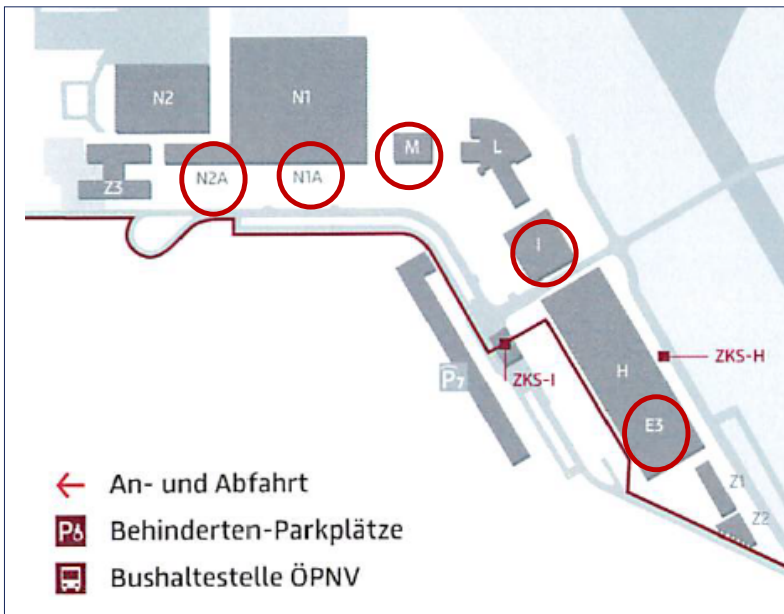 N2
N1
M
L
Z3
N2A
N1A
I
ZKS-H
P7
ZKS-I
H
E3
Z1
Z2
An- und Abfahrt
P6 Behinderten-Parkplätze
Bushaltestelle ÖPNV